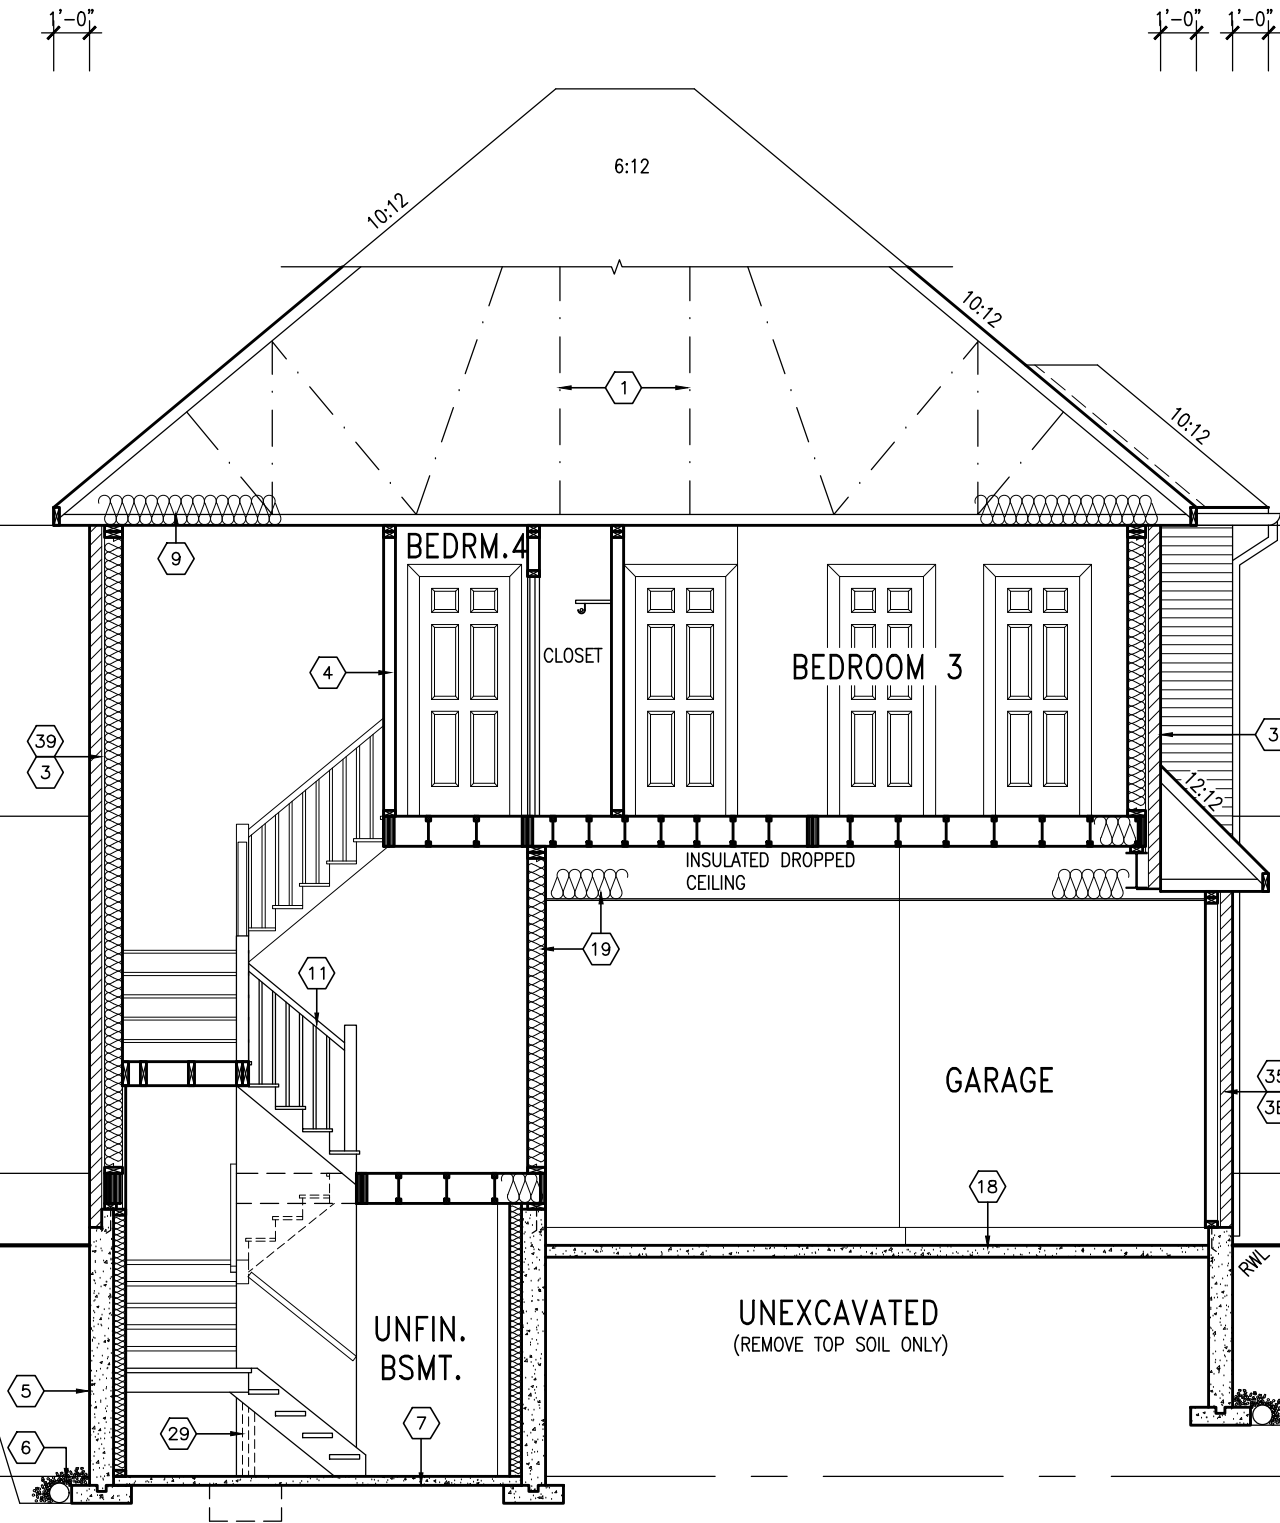 1'-0"
1'-0"
1'-0"
6:12
10:12
10:12
1
10:12
9
BEDRM.4
CLOSET
4
BEDROOM 3
39
3
12:12
INSULATED DROPPED
CEILING
19
11
GARAGE
18
RWL
UNEXCAVATED
(REMOVE TOP SOIL ONLY)
UNFIN.
BSMT.
5
7
29
6